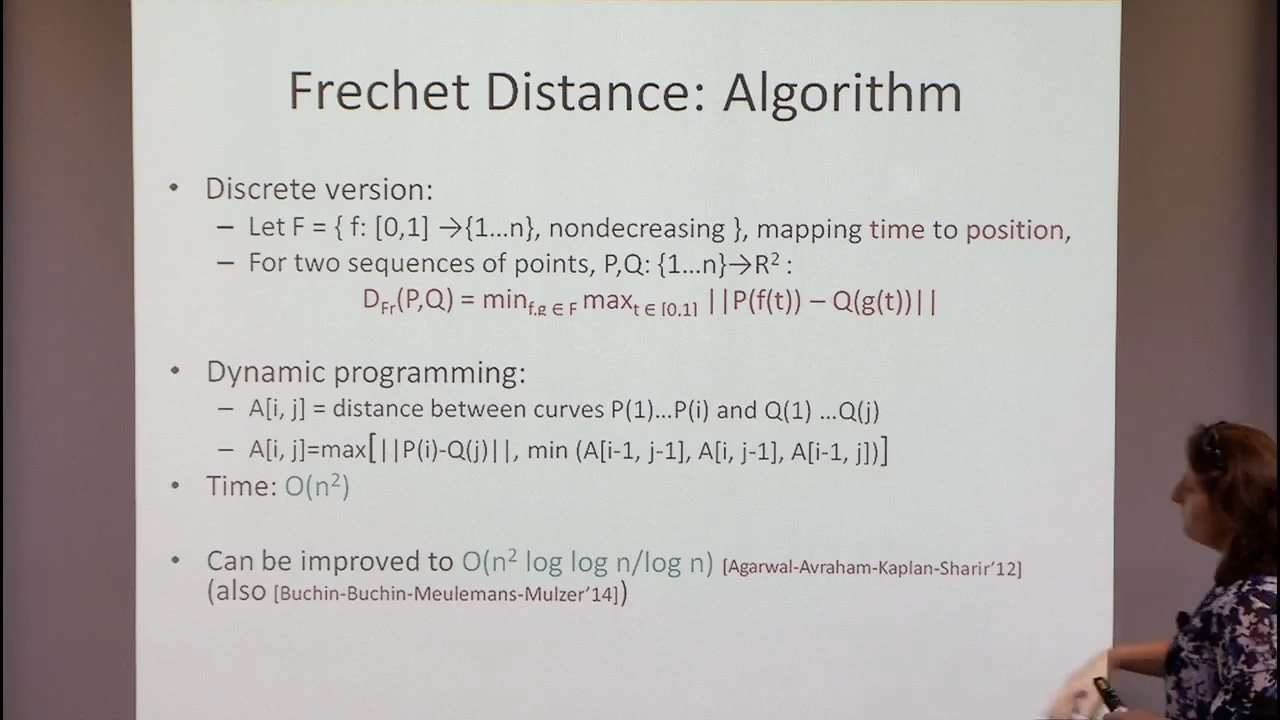 Frechet Distance: Algorithm
• Discrete version:
– Let F = { f: [0,1] →{1...n}, nondecreasing }, mapping time to position,
– For two sequences of points, P,Q: {1...n}→R² :
D_Fr(P,Q) = min_f,g ∈ F max_t ∈ [0,1] ||P(f(t)) – Q(g(t))||
• Dynamic programming:
– A[i, j] = distance between curves P(1)...P(i) and Q(1) ...Q(j)
– A[i, j]=max[||P(i)-Q(j)||, min (A[i-1, j-1], A[i, j-1], A[i-1, j])]
• Time: O(n²)
• Can be improved to O(n² log log n/log n) [Agarwal-Avraham-Kaplan-Sharir’12]
(also [Buchin-Buchin-Meulemans-Mulzer’14])